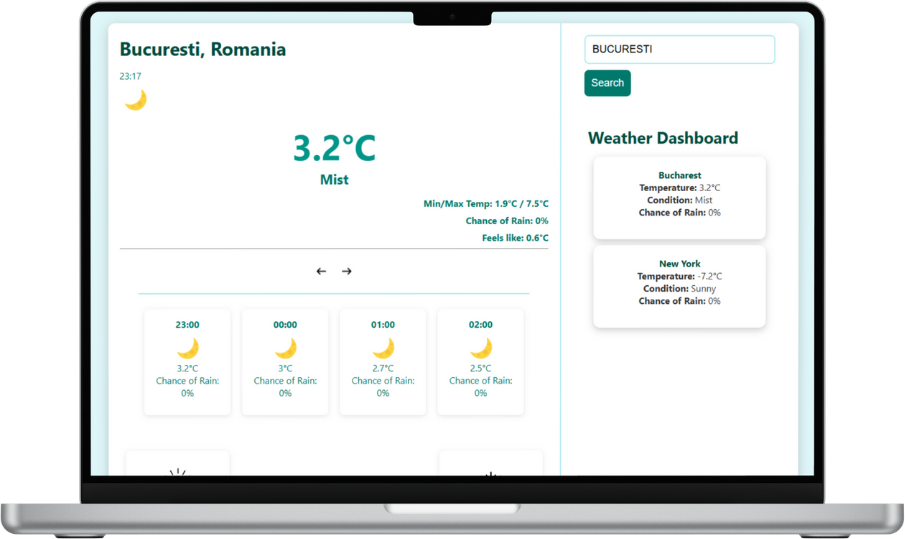 Bucuresti, Romania
23:17
3.2°C
Mist
Min/Max Temp: 1.9°C / 7.5°C
Chance of Rain: 0%
Feels like: 0.6°C
← →
23:00
3.2°C
Chance of Rain:
0%
00:00
3°C
Chance of Rain:
0%
01:00
2.7°C
Chance of Rain:
0%
02:00
2.5°C
Chance of Rain:
0%
BUCURESTI
Search
Weather Dashboard
Bucharest
Temperature: 3.2°C
Condition: Mist
Chance of Rain: 0%
New York
Temperature: -7.2°C
Condition: Sunny
Chance of Rain: 0%